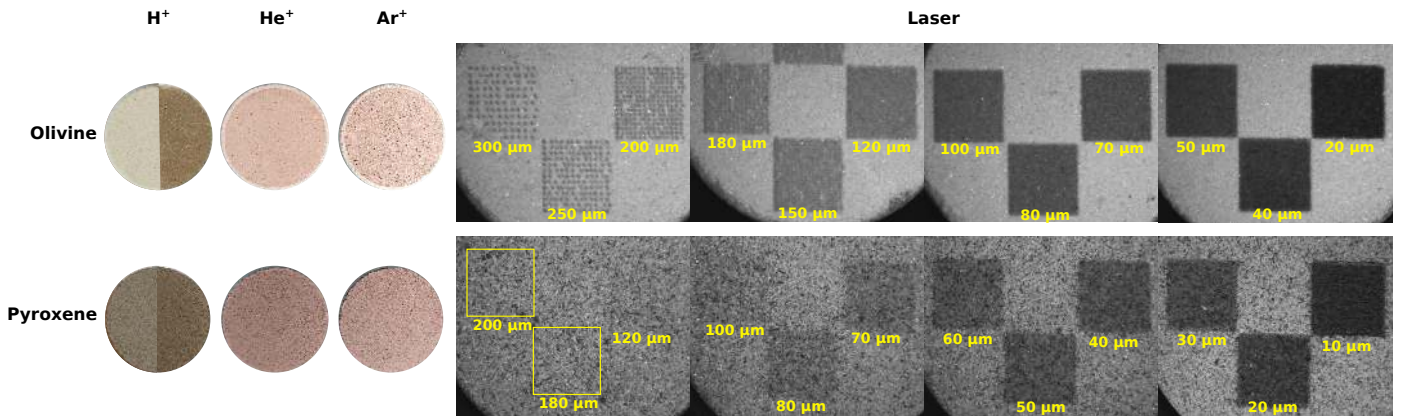 H⁺ He⁺ Ar⁺ Laser
Olivine
300 µm 200 µm 180 µm 120 µm 100 µm 70 µm 50 µm 20 µm
250 µm 150 µm 80 µm 40 µm
Pyroxene
200 µm 120 µm 100 µm 70 µm 60 µm 40 µm 30 µm 10 µm
180 µm 80 µm 50 µm 20 µm